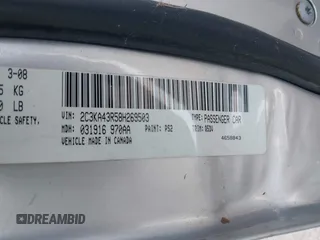 3-08
KG
LB
VEHICLE SAFETY.
VIN: 2C3KA43R58H269503
TYPE: PASSENGER CAR
MDH: 031916 970AA
PAINT: PS2
TRIM:
VEHICLE MADE IN CANADA
4658043
DREAMBID